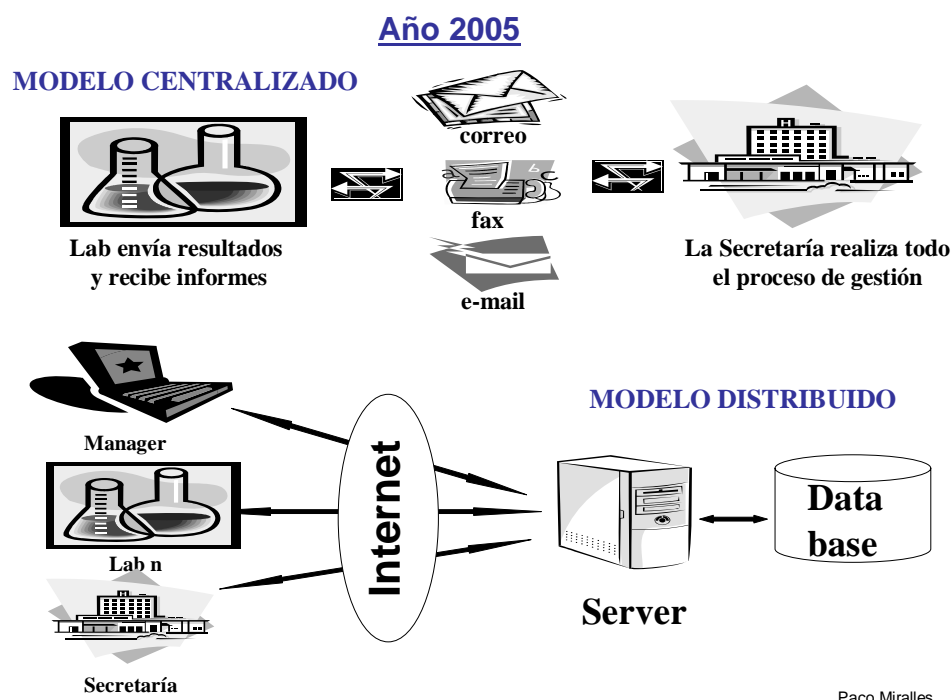 Año 2005
MODELO CENTRALIZADO
correo
fax
e-mail
Lab envía resultados
y recibe informes
La Secretaría realiza todo
el proceso de gestión
MODELO DISTRIBUIDO
Manager
Lab n
Secretaría
Internet
Server
Data
base
Paco Miralles